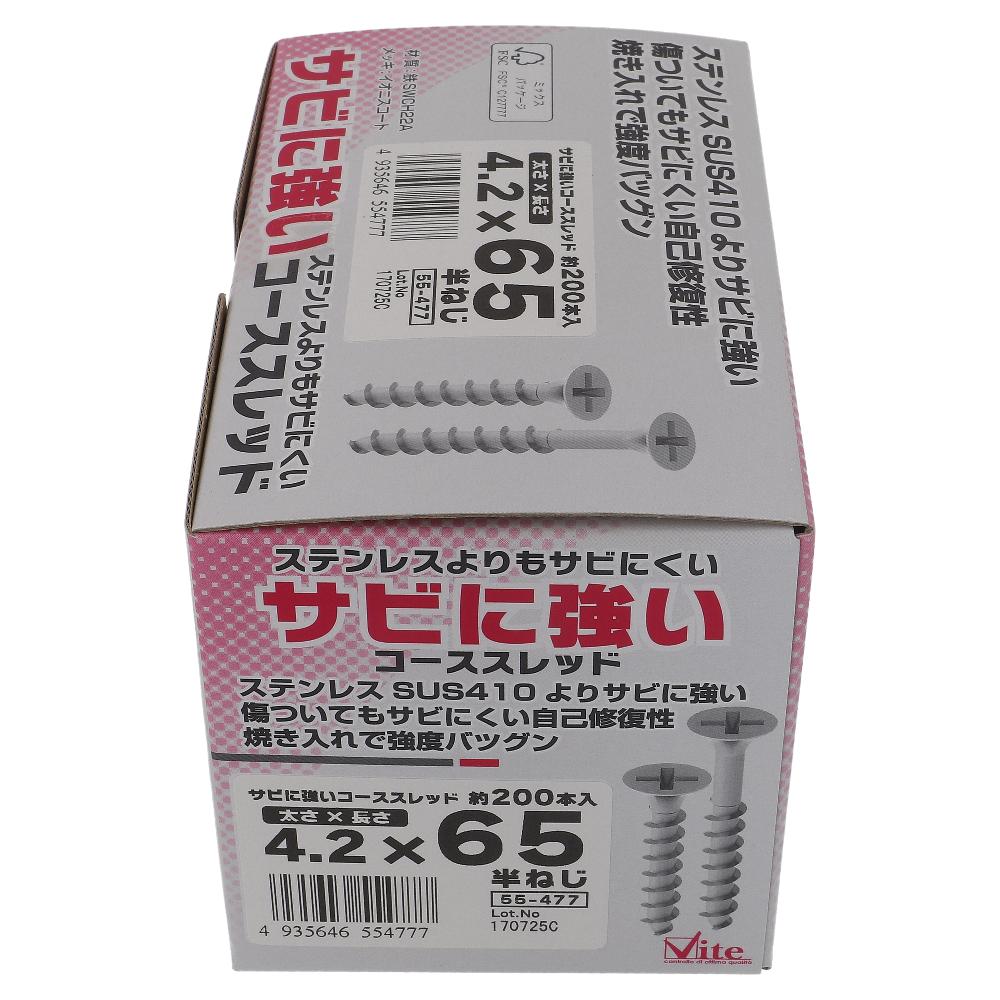 サビに強い
コーススレッド
ステンレスよりもサビにくい
材質:鉄SWCH22A
メッキ:イオニスコート
FSC
ミックス
パッケージ
FSC® C12777
4 935646 554777
サビに強いコーススレッド 約200本入
太さ×長さ
4.2×65
半ねじ
55-477
Lot.No
170725C
ステンレス SUS410 よりサビに強い
傷ついてもサビにくい自己修復性
焼き入れで強度バツグン
ステンレスよりもサビにくい
サビに強い
コーススレッド
ステンレス SUS410 よりサビに強い
傷ついてもサビにくい自己修復性
焼き入れで強度バツグン
サビに強いコーススレッド 約200本入
太さ×長さ
4.2×65
半ねじ
55-477
Lot.No
170725C
4 935646 554777
Vite
controllo di ottima qualità